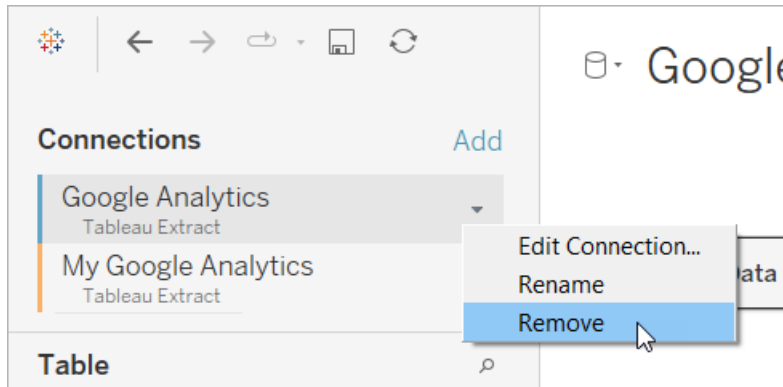 Google
Connections Add
Google Analytics
Tableau Extract
My Google Analytics
Tableau Extract
Edit Connection...
Rename
Remove
Table